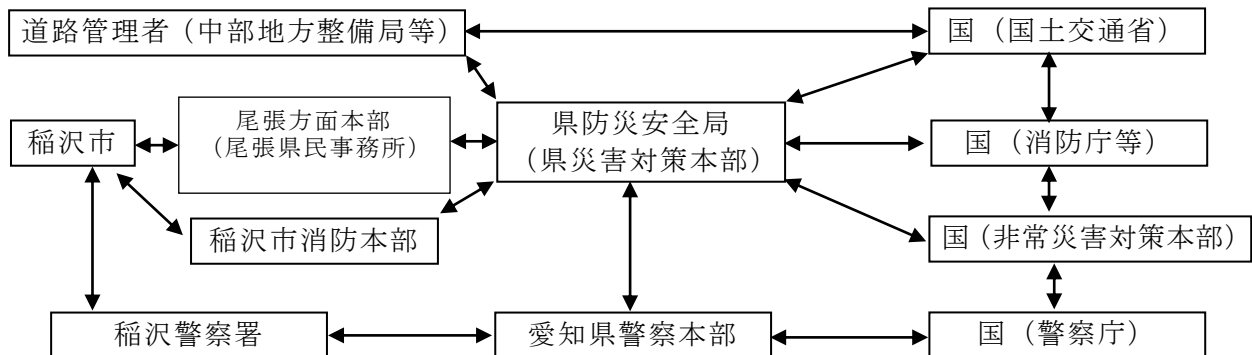 道路管理者（中部地方整備局等）
国（国土交通省）
尾張方面本部
（尾張県民事務所）
県防災安全局
（県災害対策本部）
稲沢市
国（消防庁等）
稲沢市消防本部
国（非常災害対策本部）
稲沢警察署
愛知県警察本部
国（警察庁）